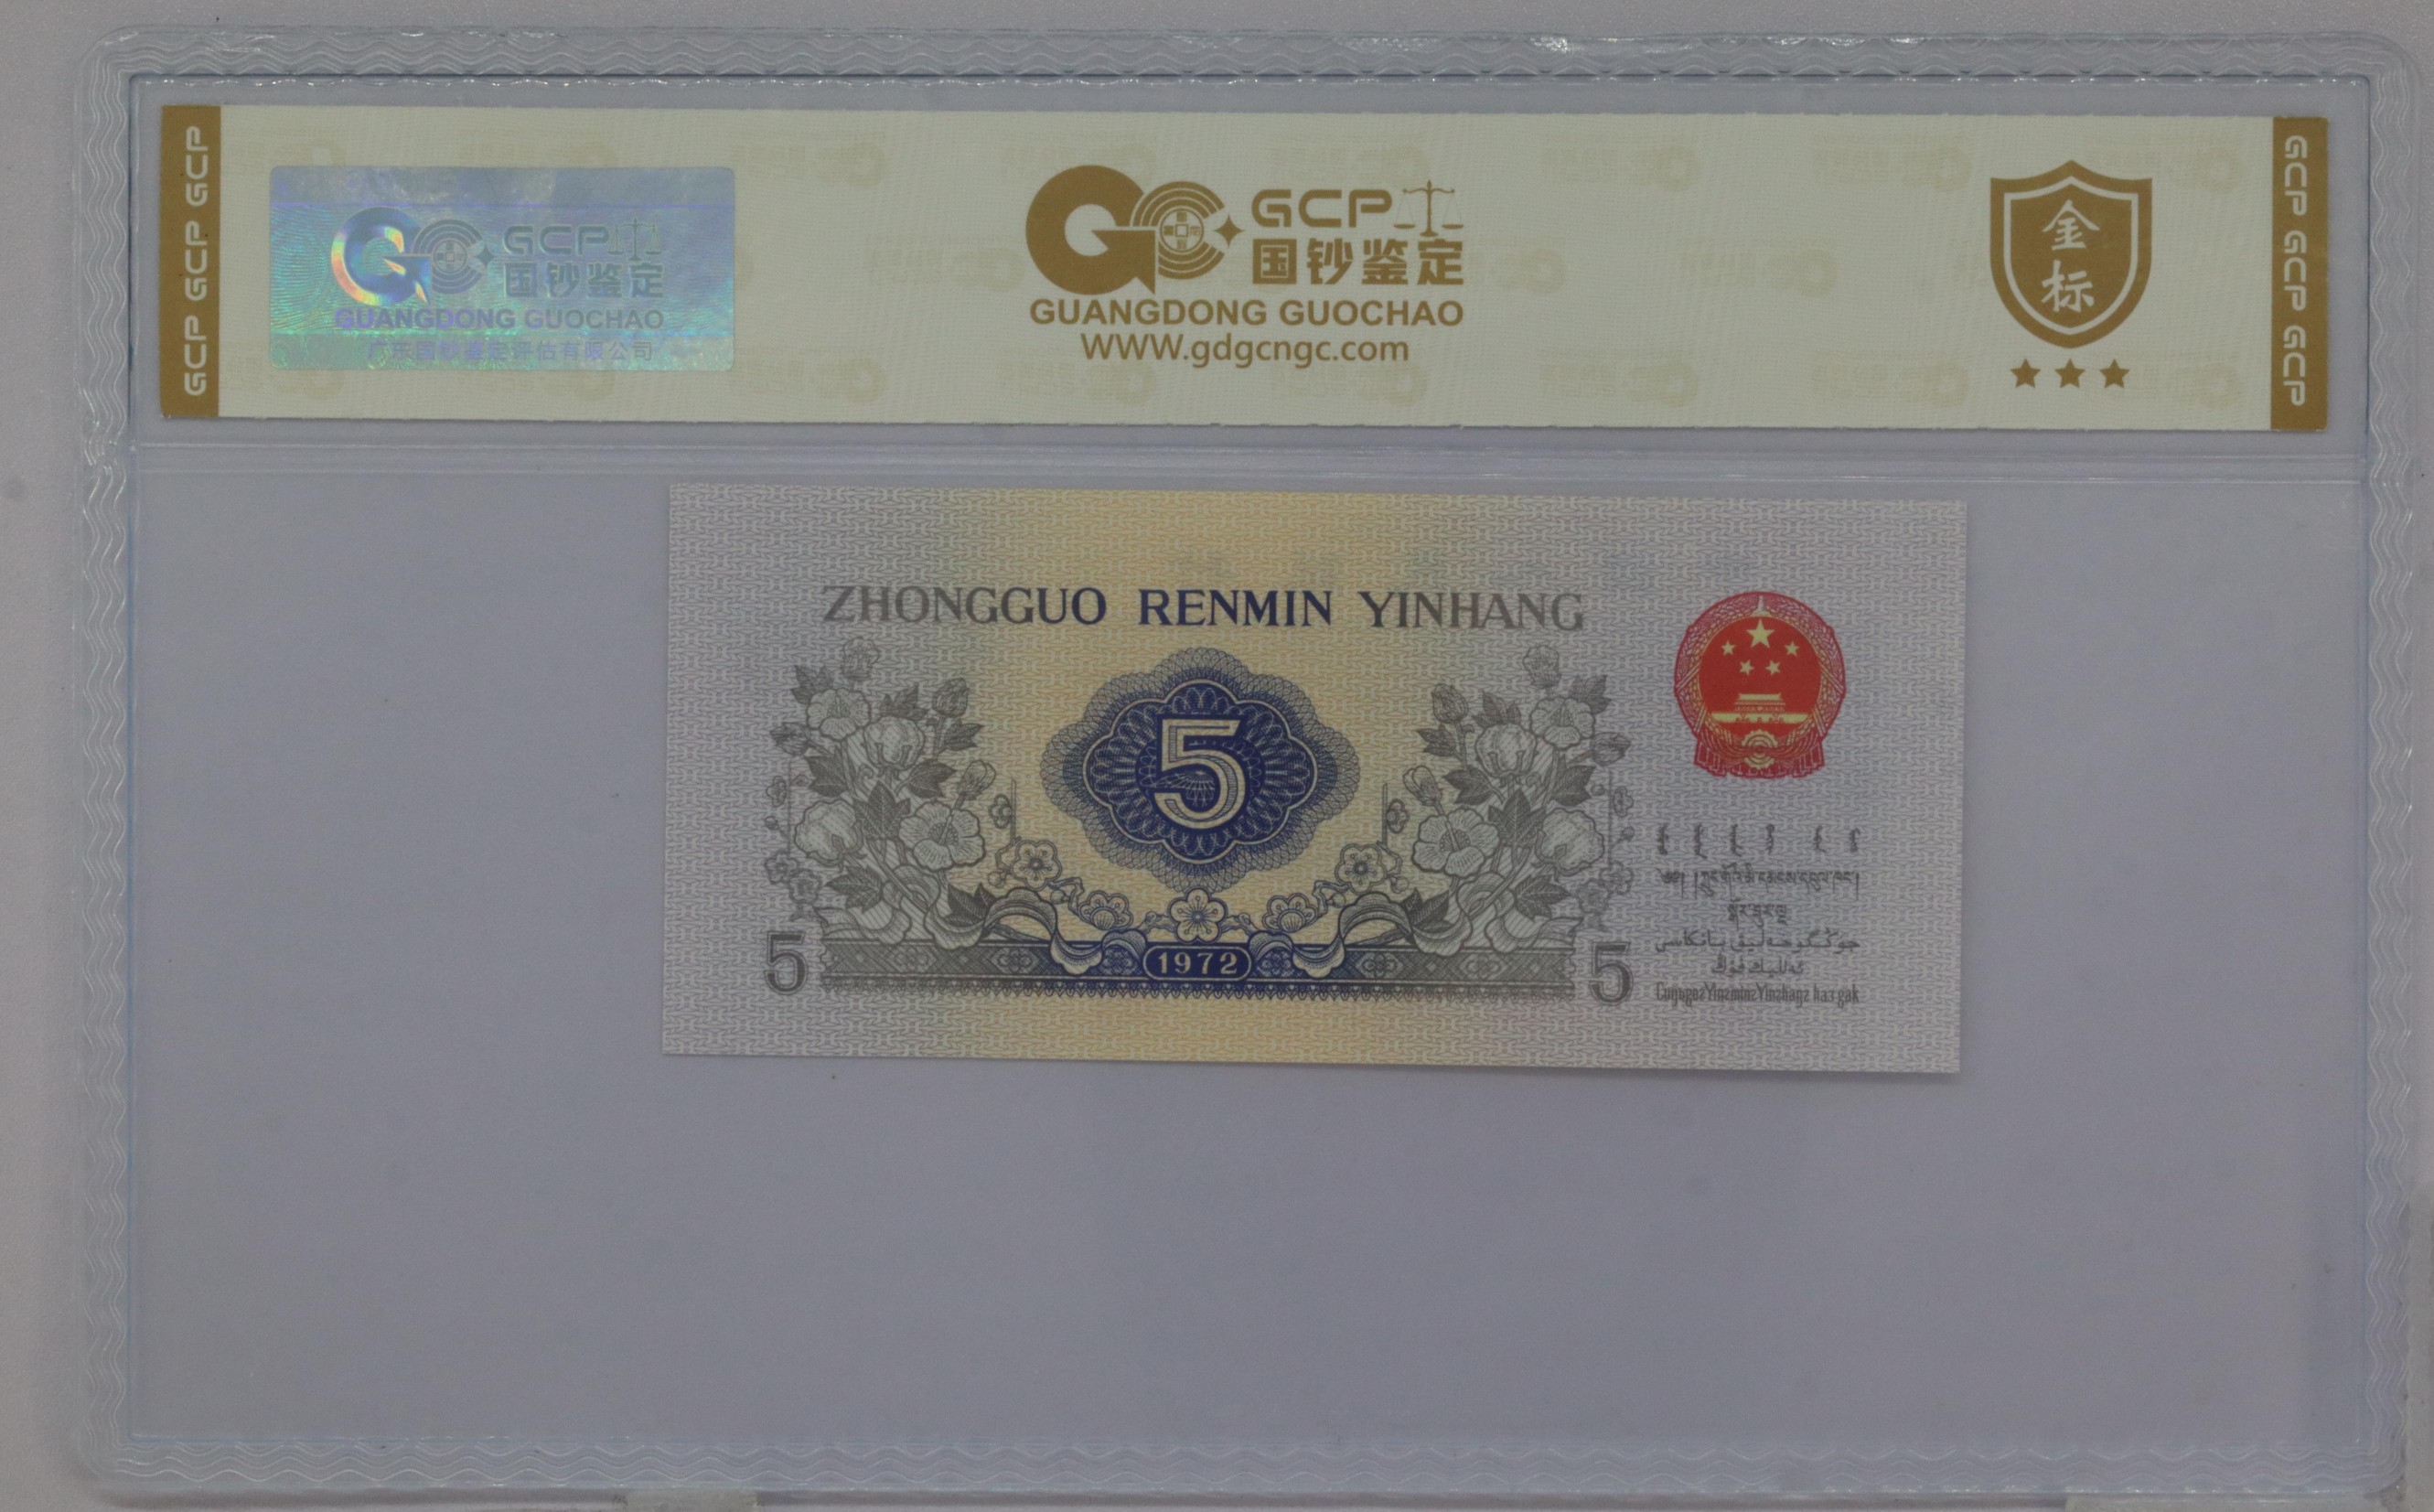 GCP GCP GCP
GCP
国钞鉴定
GUANGDONG GUOCHAO
广东国钞鉴定评估有限公司
GCP
国钞鉴定
GUANGDONG GUOCHAO
WWW.gdgcngc.com
金标
GCP GCP GCP
ZHONGGUO RENMIN YINHANG
5
1972
5
5